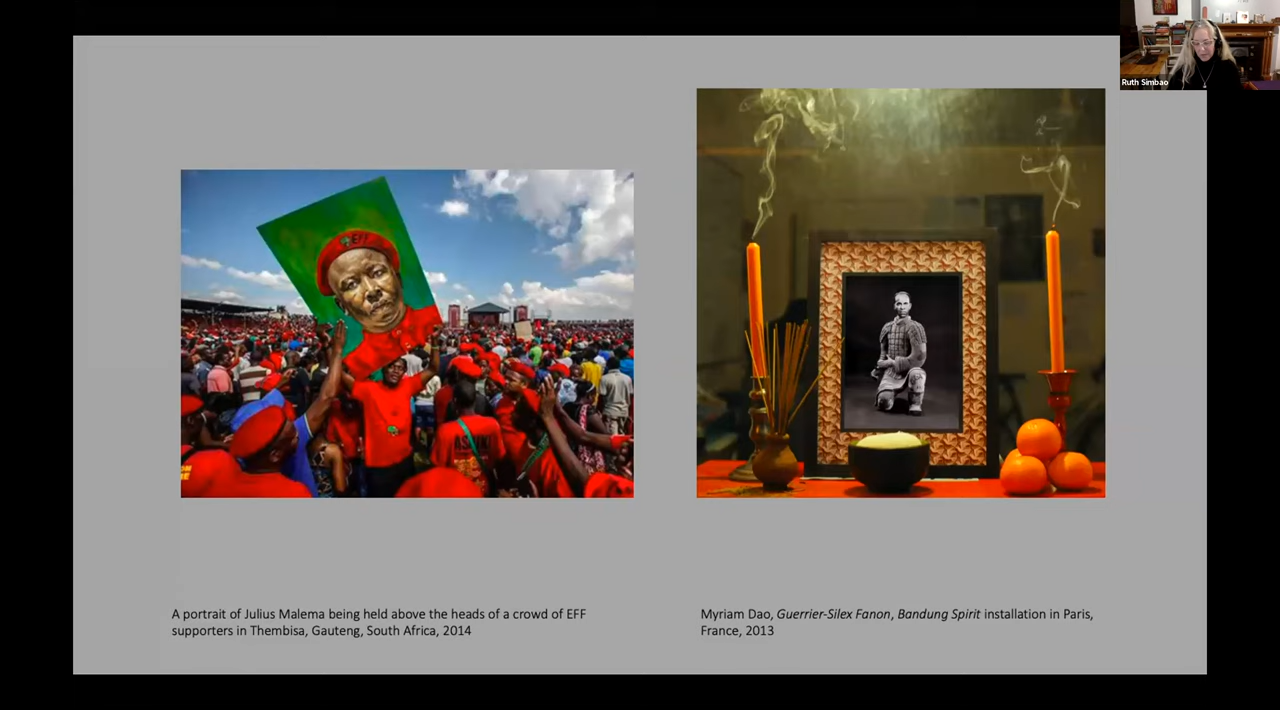 Ruth Simbao
EFF
A portrait of Julius Malema being held above the heads of a crowd of EFF
supporters in Thembisa, Gauteng, South Africa, 2014
Myriam Dao, Guerrier-Silex Fanon, Bandung Spirit installation in Paris,
France, 2013